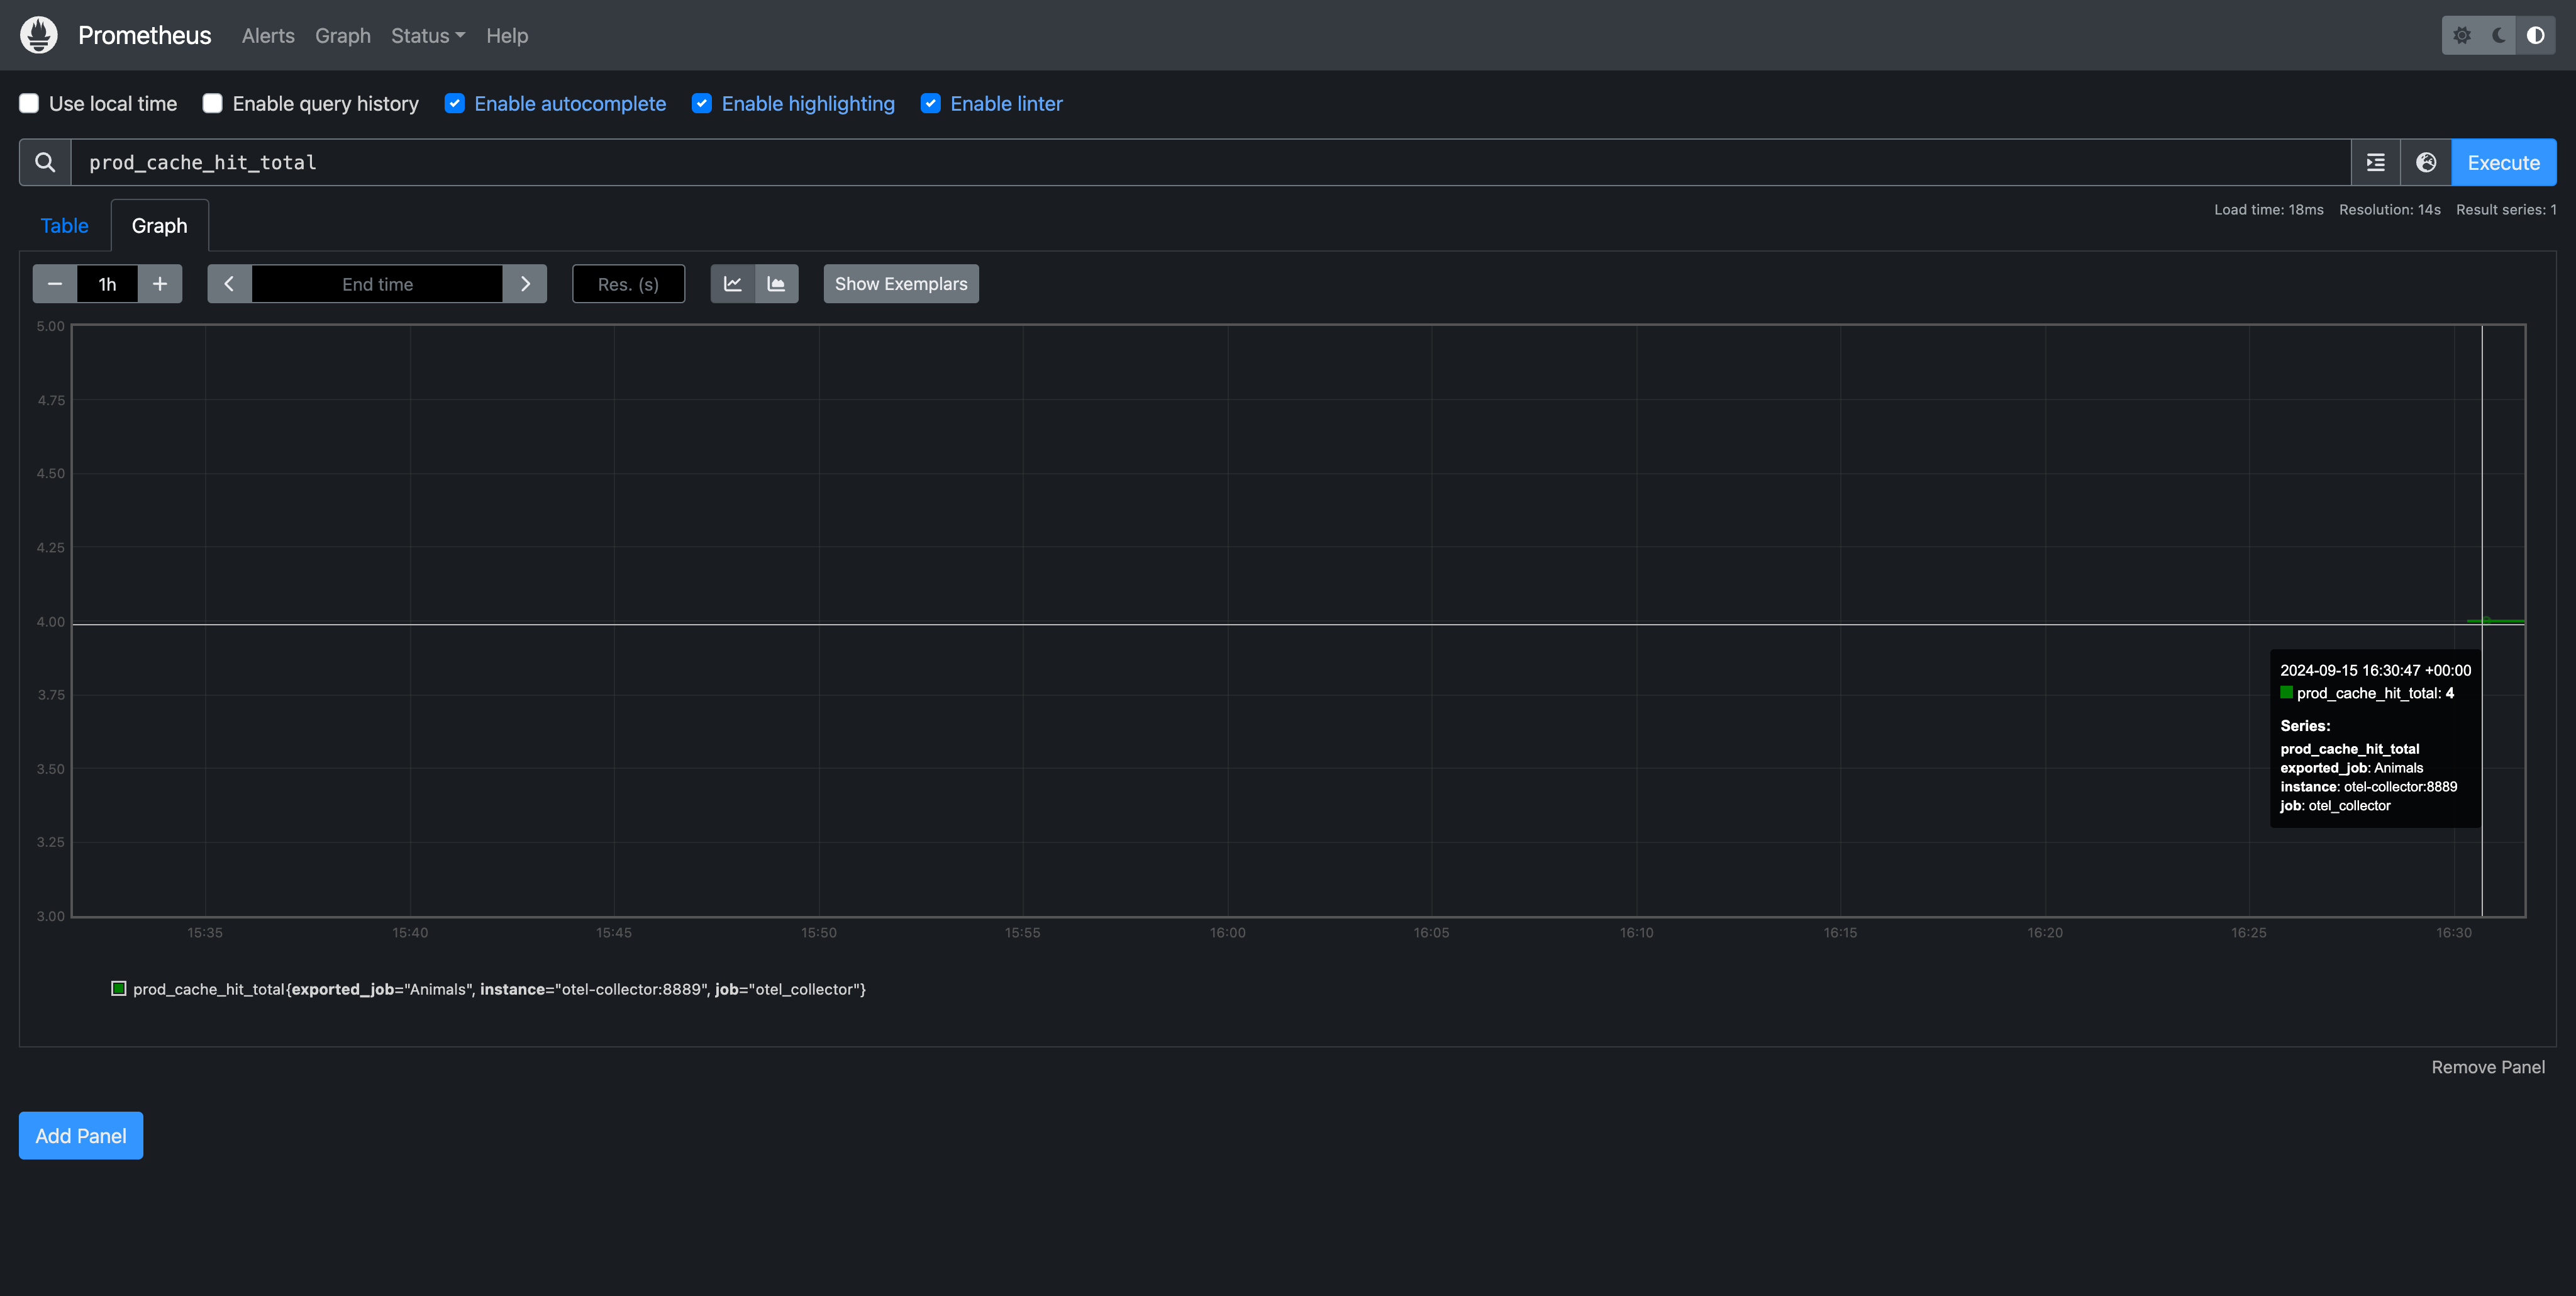 Prometheus Alerts Graph Status Help
Use local time Enable query history Enable autocomplete Enable highlighting Enable linter
prod_cache_hit_total Execute
Table Graph Load time: 18ms Resolution: 14s Result series: 1
1h End time Res. (s) Show Exemplars
5.00
4.75
4.50
4.25
4.00
3.75
3.50
3.25
3.00
2024-09-15 16:30:47 +00:00
prod_cache_hit_total: 4
Series:
prod_cache_hit_total
exported_job: Animals
instance: otel-collector:8889
job: otel_collector
15:35 15:40 15:45 15:50 15:55 16:00 16:05 16:10 16:15 16:20 16:25 16:30
prod_cache_hit_total{exported_job="Animals", instance="otel-collector:8889", job="otel_collector"}
Remove Panel
Add Panel